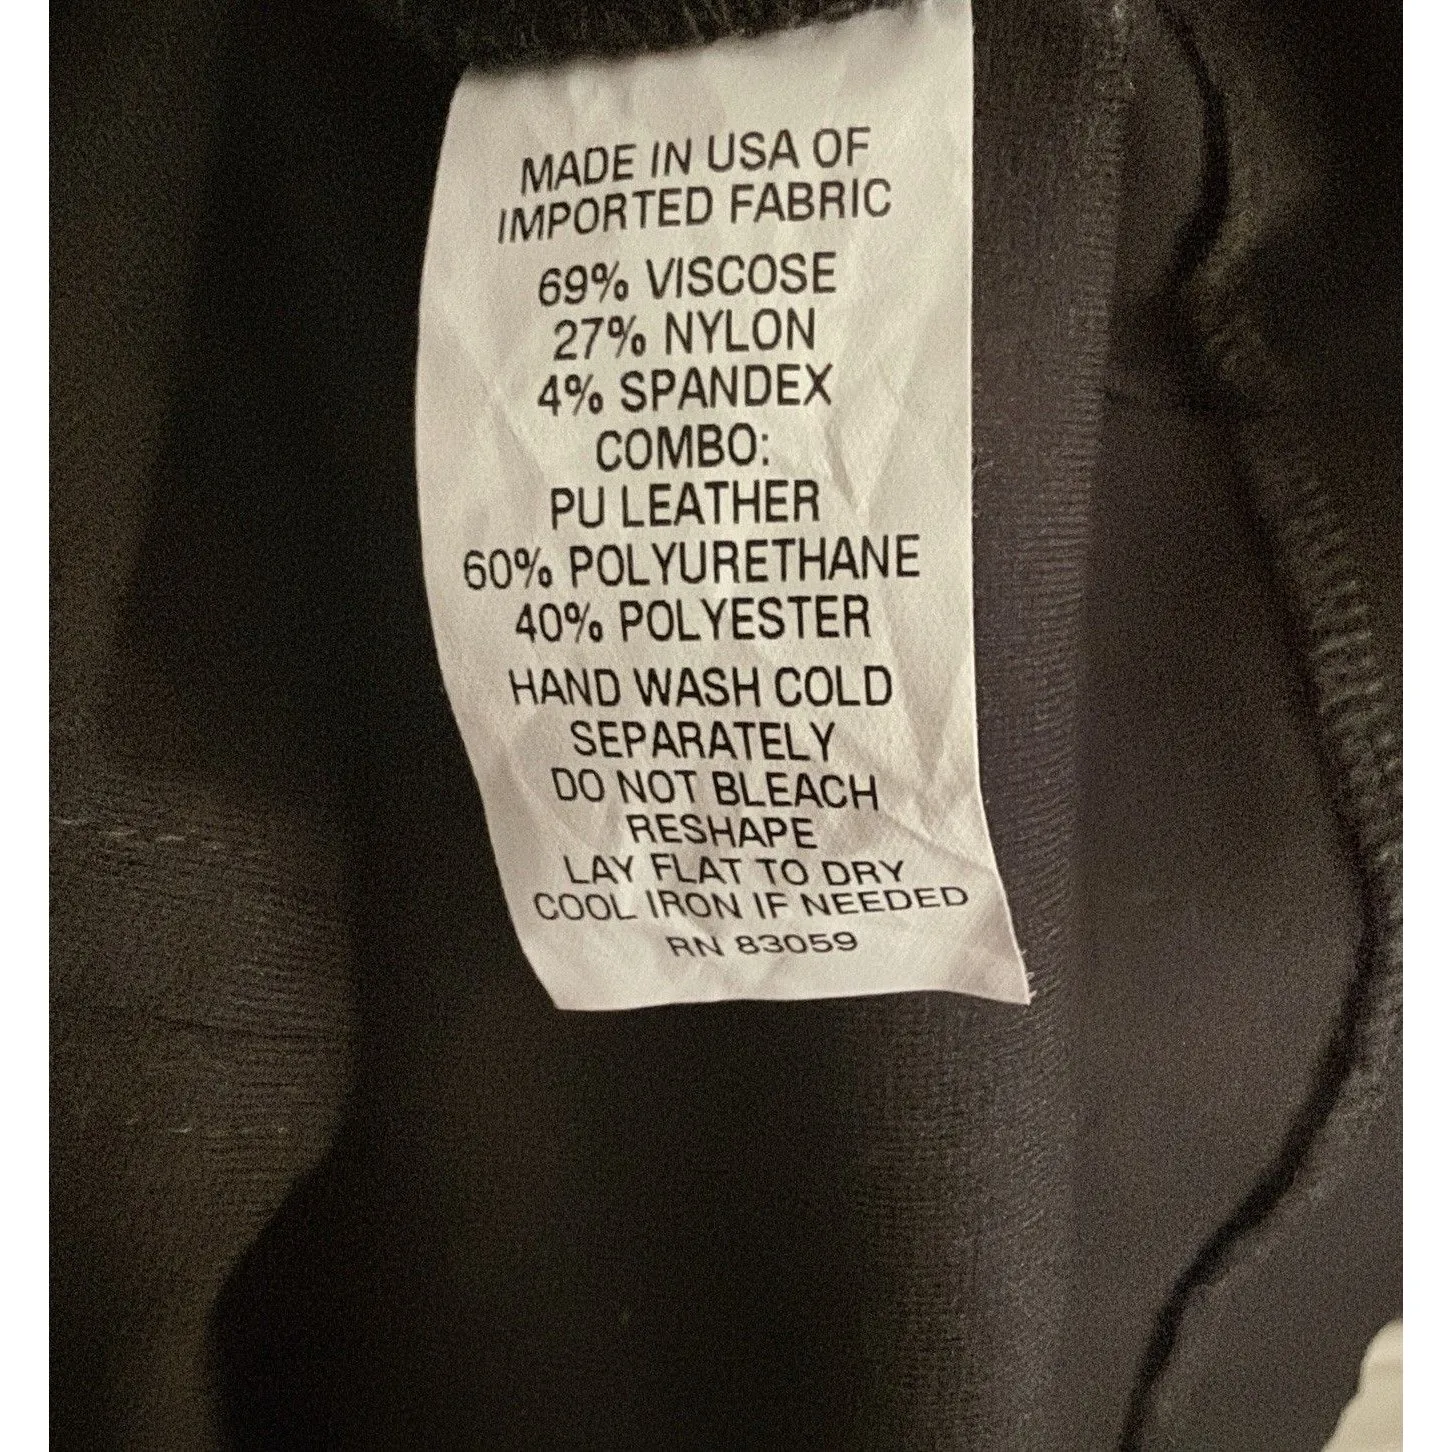 MADE IN USA OF
IMPORTED FABRIC
69% VISCOSE
27% NYLON
4% SPANDEX
COMBO:
PU LEATHER
60% POLYURETHANE
40% POLYESTER
HAND WASH COLD
SEPARATELY
DO NOT BLEACH
RESHAPE
LAY FLAT TO DRY
COOL IRON IF NEEDED
RN 83059